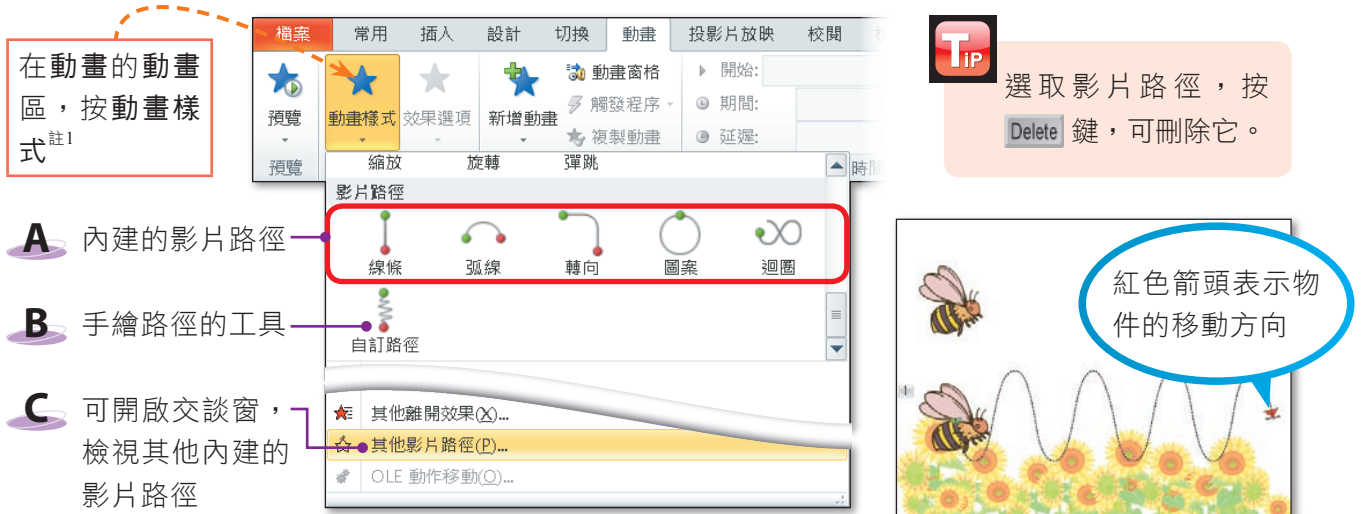 在動畫的動畫
區，按動畫樣
式註1
檔案 常用 插入 設計 切換 動畫 投影片放映 校閱
預覽 動畫樣式 效果選項 新增動畫 動畫窗格 開始:
觸發程序 期間:
複製動畫 延遲:
預覽 時間
縮放 旋轉 彈跳
影片路徑
線條 弧線 轉向 圖案 迴圈
自訂路徑
其他離開效果(X)...
其他影片路徑(P)...
OLE 動作移動(O)...
A 內建的影片路徑
B 手繪路徑的工具
C 可開啟交談窗，
檢視其他內建的
影片路徑
TiP
選取影片路徑，按
Delete 鍵，可刪除它。
紅色箭頭表示物
件的移動方向
1